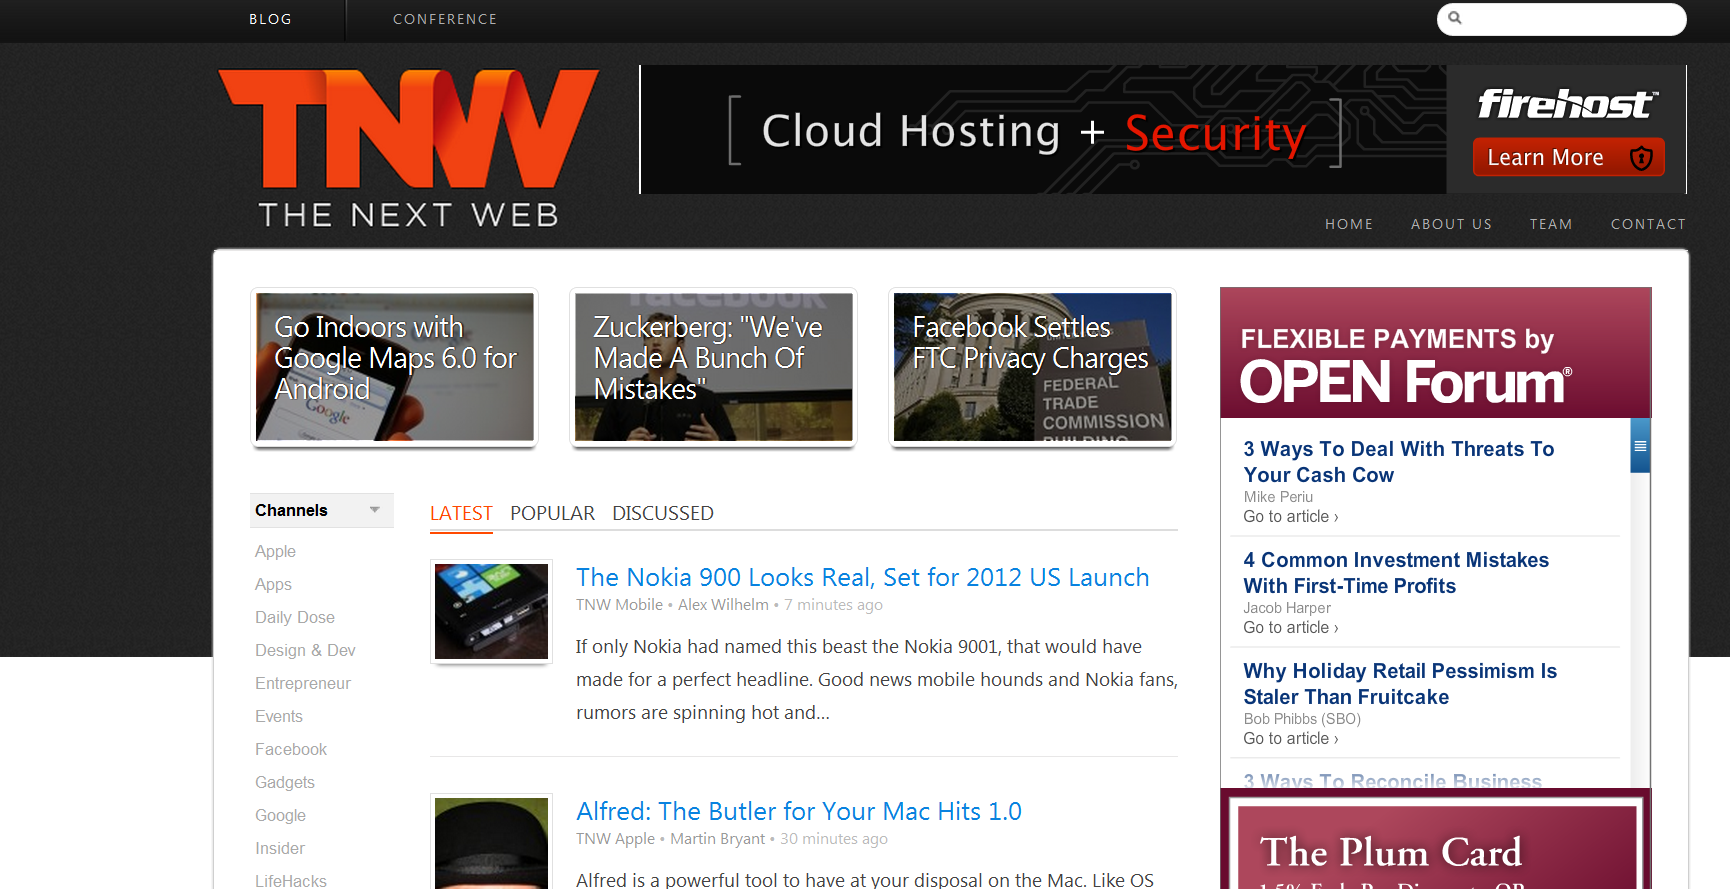 BLOG
CONFERENCE
TNW
THE NEXT WEB
[ Cloud Hosting + Security ]
firehost™
Learn More
HOME
ABOUT US
TEAM
CONTACT
Go Indoors with
Google Maps 6.0 for
Android
Google
facebook
Zuckerberg: "We've
Made A Bunch Of
Mistakes"
Facebook Settles
FTC Privacy Charges
FEDERAL
TRADE
COMMISSION
BUILDING
Channels
Apple
Apps
Daily Dose
Design & Dev
Entrepreneur
Events
Facebook
Gadgets
Google
Insider
LifeHacks
LATEST
POPULAR
DISCUSSED
The Nokia 900 Looks Real, Set for 2012 US Launch
TNW Mobile • Alex Wilhelm • 7 minutes ago
If only Nokia had named this beast the Nokia 9001, that would have
made for a perfect headline. Good news mobile hounds and Nokia fans,
rumors are spinning hot and...
Alfred: The Butler for Your Mac Hits 1.0
TNW Apple • Martin Bryant • 30 minutes ago
Alfred is a powerful tool to have at your disposal on the Mac. Like OS
FLEXIBLE PAYMENTS by
OPEN Forum®
3 Ways To Deal With Threats To
Your Cash Cow
Mike Periu
Go to article ›
4 Common Investment Mistakes
With First-Time Profits
Jacob Harper
Go to article ›
Why Holiday Retail Pessimism Is
Staler Than Fruitcake
Bob Phibbs (SBO)
Go to article ›
3 Ways To Reconcile Business
The Plum Card